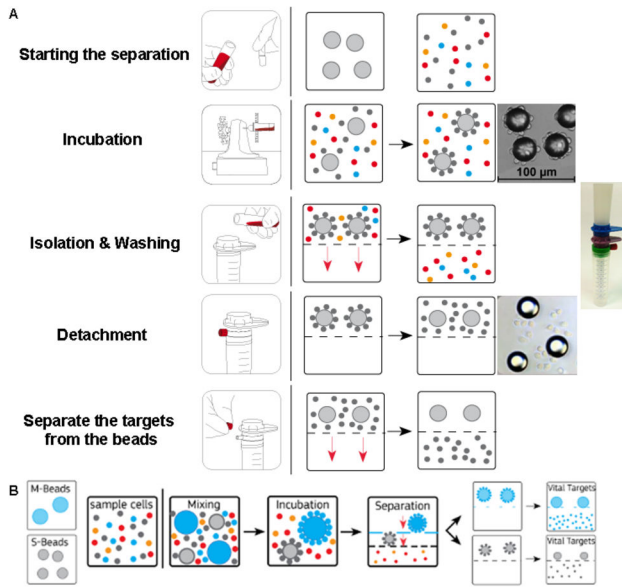 A
Starting the separation
Incubation
100 µm
Isolation & Washing
Detachment
Separate the targets
from the beads
B
M-Beads
S-Beads
sample cells
Mixing
Incubation
Separation
Vital Targets
Vital Targets